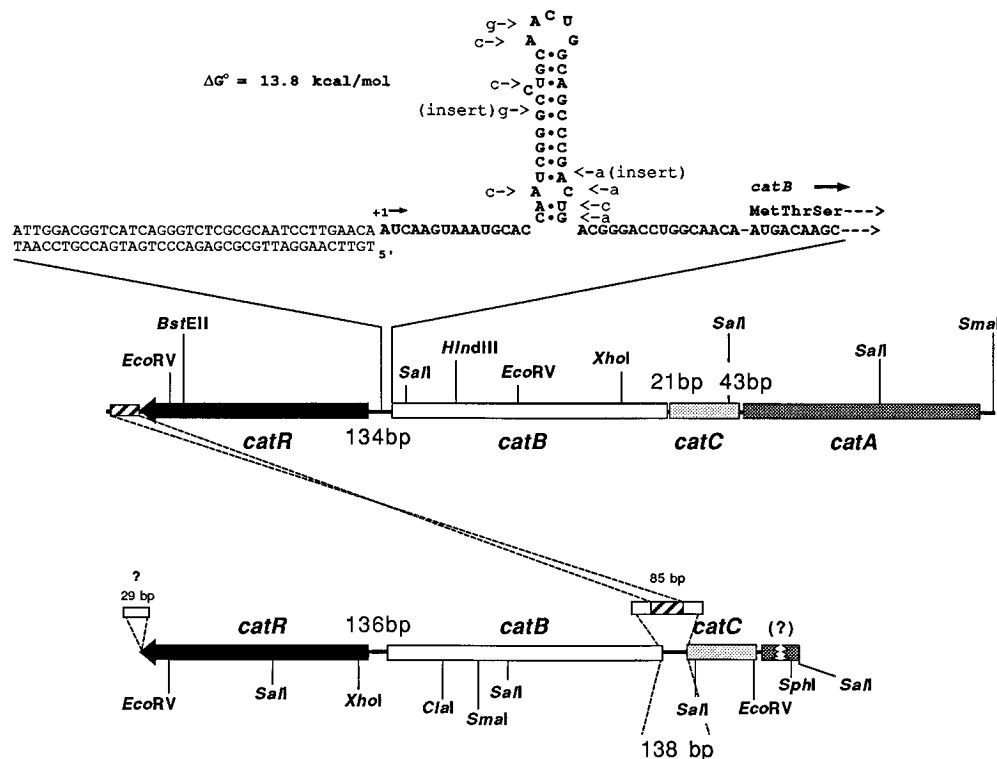 A C U
g-> A G
c-> A
C•G
ΔG° = 13.8 kcal/mol
G•C
c-> C U•A
C•G
(insert)g->
G•C
G•C
G•C
C•G
U•A <-a(insert)
c-> A C <-a
A U <-c
C•G <-a
catB
MetThrSer--->
+1
ATTGGACGGTCATCAGGGTCTCGCGCAATCCTTGAACA AUCAAGUAAAUGCAC ACGGGACCUGGCAACA-AUGACAAGC--->
TAACCTGCCAGTAGTCCCAGAGCGCGTTAGGAACTTGT 5'
BstEII
EcoRV
SalI
HindIII
EcoRV
XhoI
SalI
SalI
SmaI
21bp
43bp
catR
134bp
catB
catC
catA
?
29 bp
85 bp
catR
136bp
catB
catC
(?)
EcoRV
SalI
XhoI
ClaI
SmaI
SalI
SalI
EcoRV
SphI
SalI
138 bp